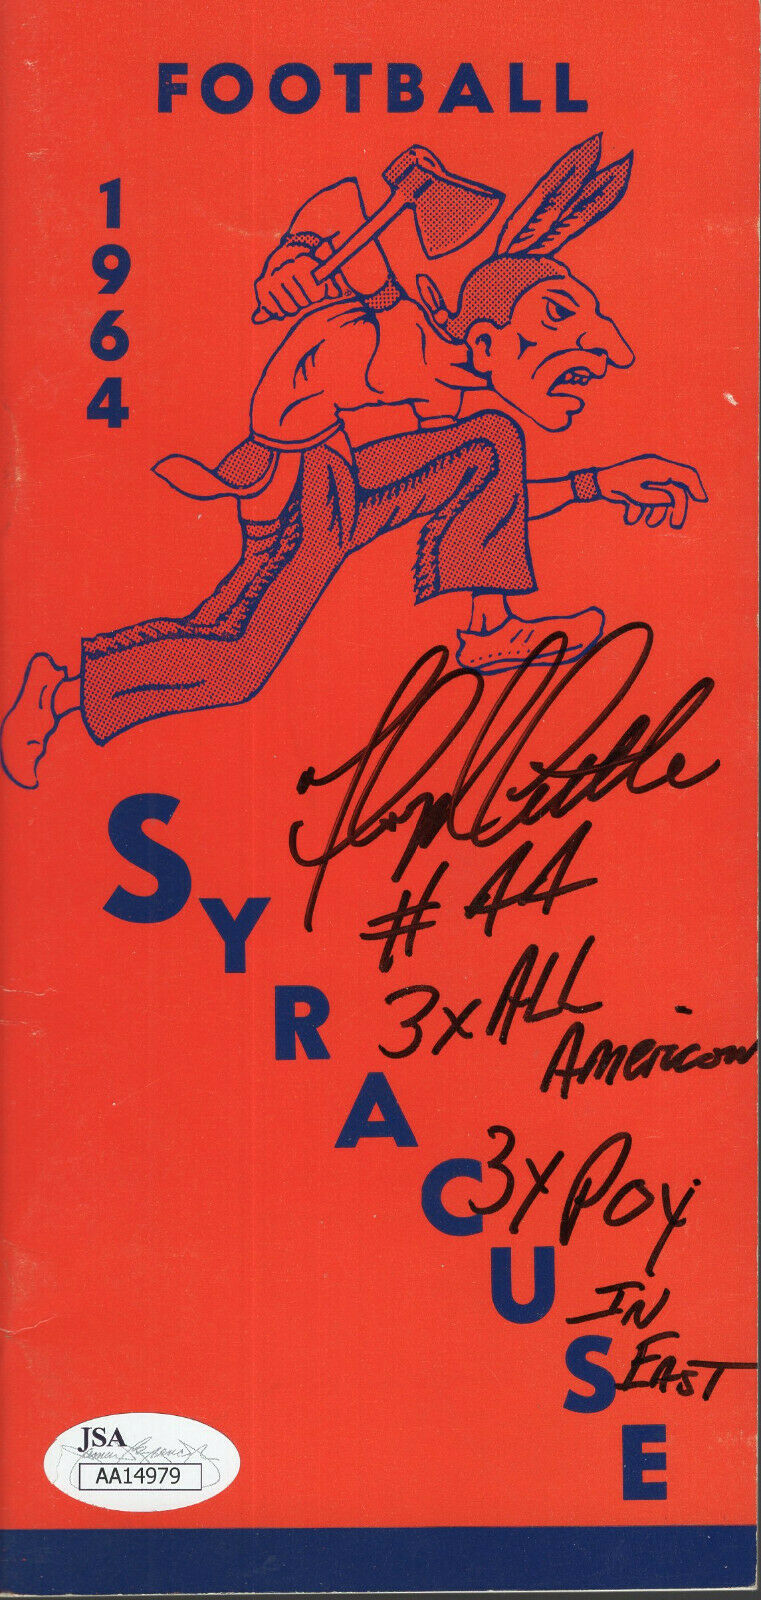 FOOTBALL
1964
Floyd Little
# 44
3x ALL
American
3x POY
IN
EAST
SYRACUSE
JSA
AA14979